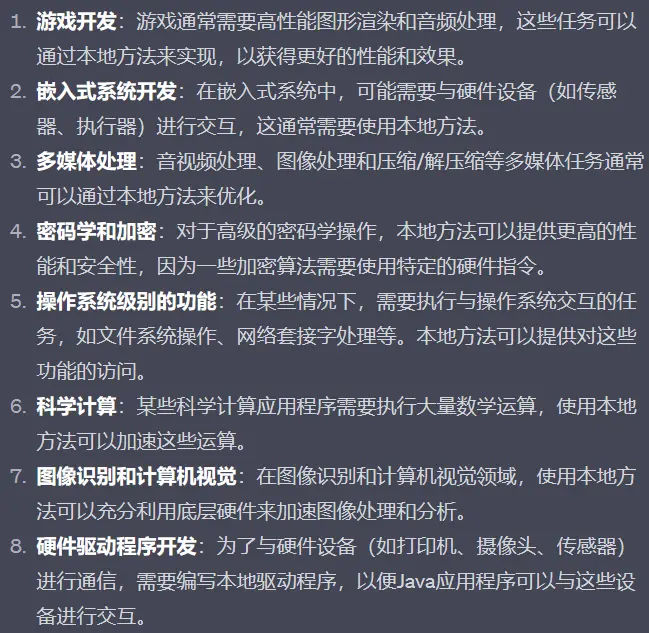 1. 游戏开发：游戏通常需要高性能图形渲染和音频处理，这些任务可以
通过本地方法来实现，以获得更好的性能和效果。
2. 嵌入式系统开发：在嵌入式系统中，可能需要与硬件设备（如传感
器、执行器）进行交互，这通常需要使用本地方法。
3. 多媒体处理：音视频处理、图像处理和压缩/解压缩等多媒体任务通常
可以通过本地方法来优化。
4. 密码学和加密：对于高级的密码学操作，本地方法可以提供更高的性
能和安全性，因为一些加密算法需要使用特定的硬件指令。
5. 操作系统级别的功能：在某些情况下，需要执行与操作系统交互的任
务，如文件系统操作、网络套接字处理等。本地方法可以提供对这些
功能的访问。
6. 科学计算：某些科学计算应用程序需要执行大量数学运算，使用本地
方法可以加速这些运算。
7. 图像识别和计算机视觉：在图像识别和计算机视觉领域，使用本地方
法可以充分利用底层硬件来加速图像处理和分析。
8. 硬件驱动程序开发：为了与硬件设备（如打印机、摄像头、传感器）
进行通信，需要编写本地驱动程序，以便Java应用程序可以与这些设
备进行交互。